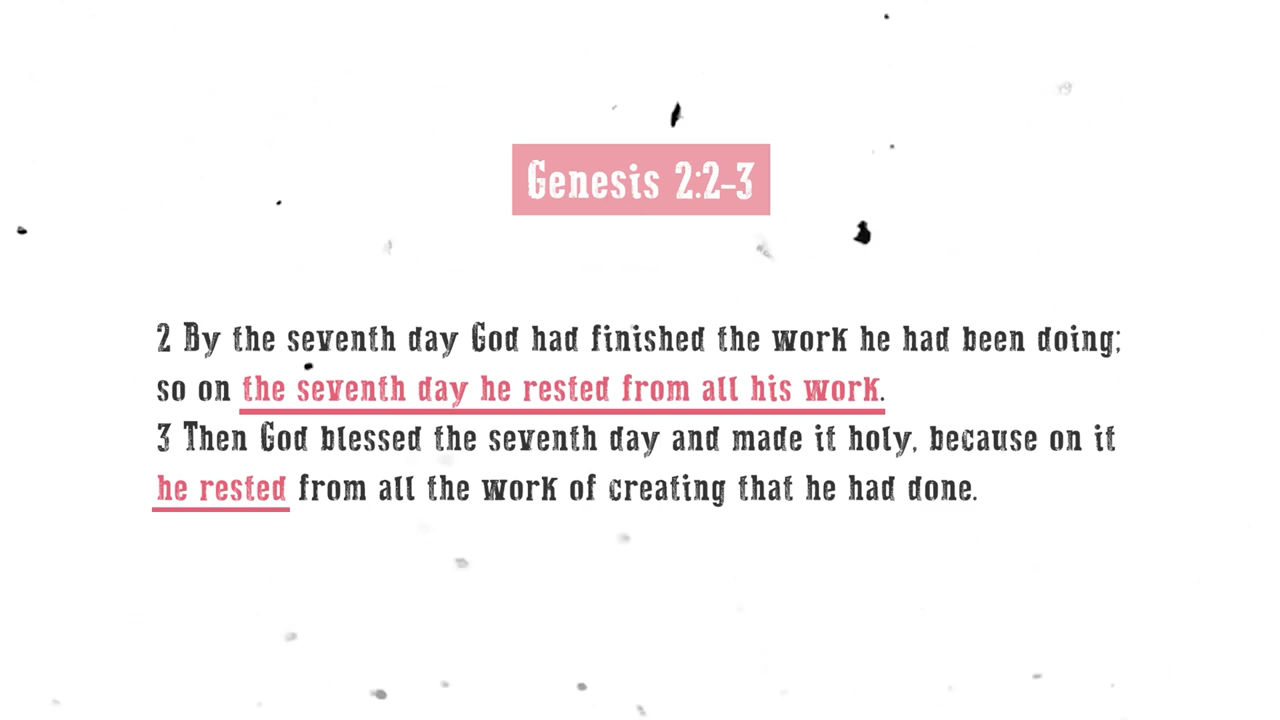 Genesis 2:2-3
2 By the seventh day God had finished the work he had been doing;
so on the seventh day he rested from all his work.
3 Then God blessed the seventh day and made it holy, because on it
he rested from all the work of creating that he had done.